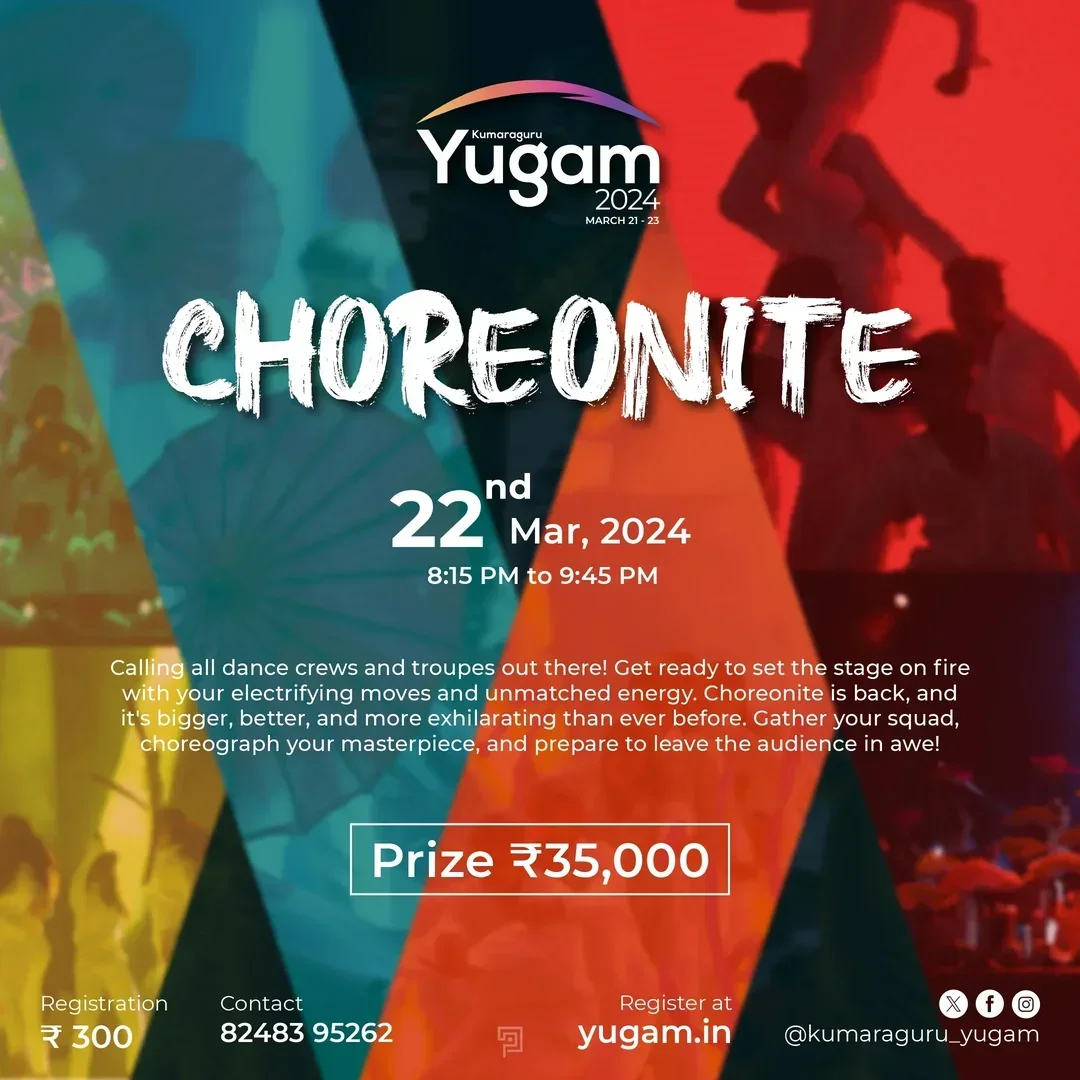 Kumaraguru
Yugam
2024
MARCH 21 - 23
CHOREONITE
22nd Mar, 2024
8:15 PM to 9:45 PM
Calling all dance crews and troupes out there! Get ready to set the stage on fire
with your electrifying moves and unmatched energy. Choreonite is back, and
it's bigger, better, and more exhilarating than ever before. Gather your squad,
choreograph your masterpiece, and prepare to leave the audience in awe!
Prize ₹35,000
Registration
₹ 300
Contact
82483 95262
Register at
yugam.in
@kumaraguru_yugam